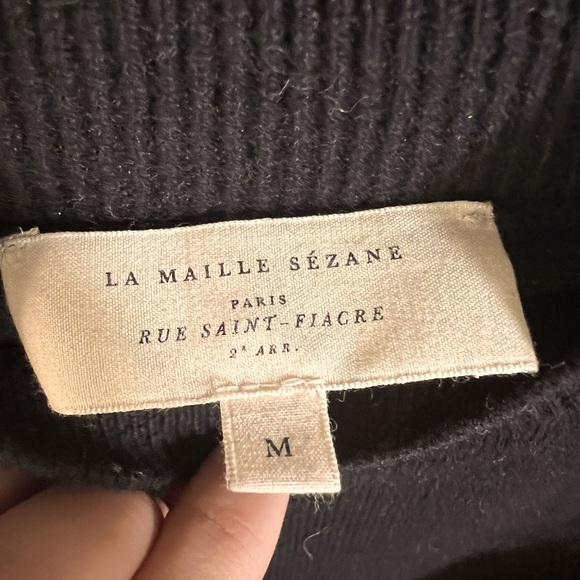 LA MAILLE SÉZANE
PARIS
RUE SAINT-FIACRE
2ᵉ ARR.
M